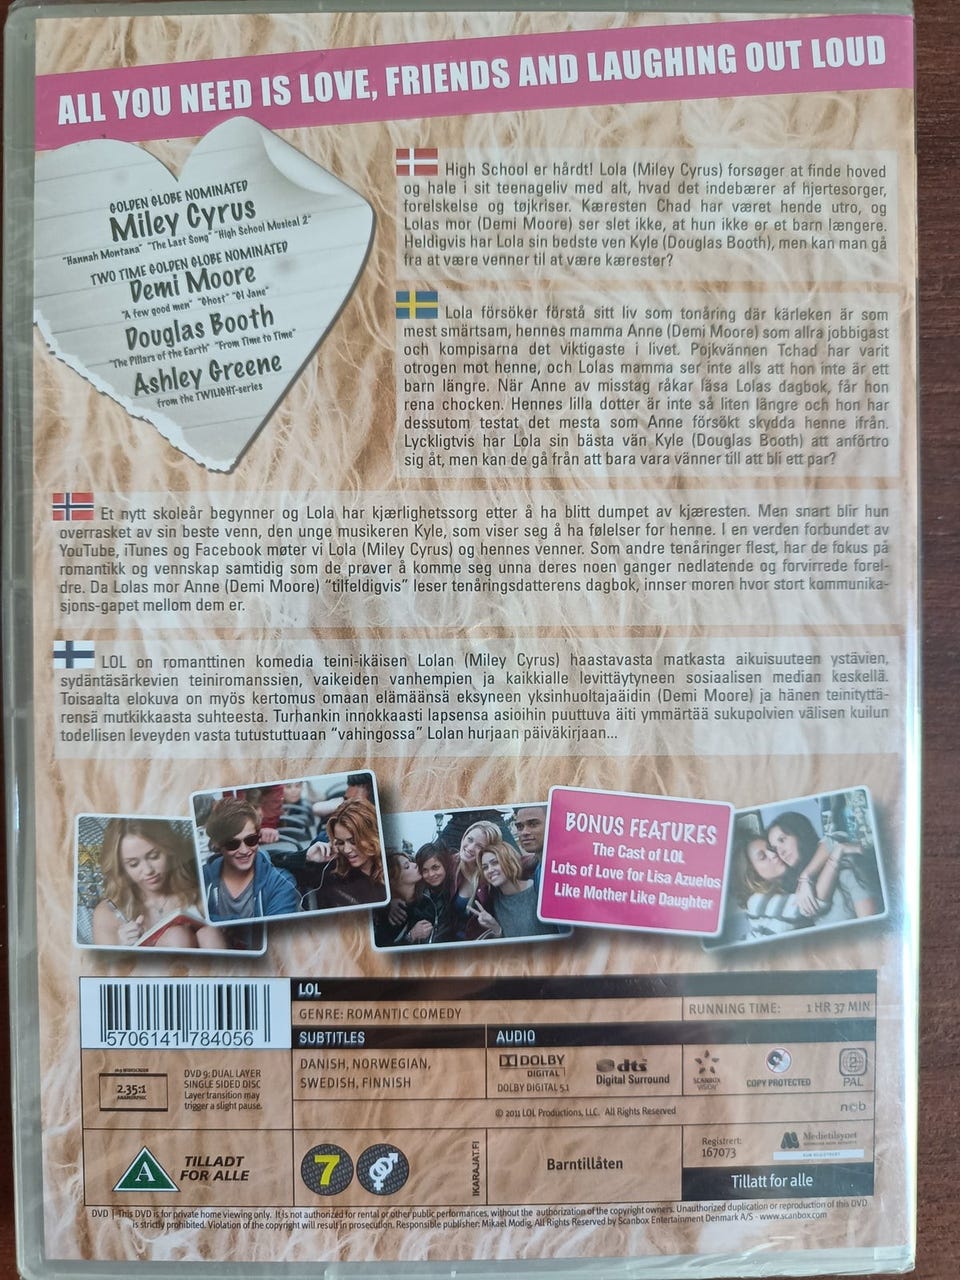 ALL YOU NEED IS LOVE, FRIENDS AND LAUGHING OUT LOUD
GOLDEN GLOBE NOMINATED
Miley Cyrus
"Hannah Montana" "The Last Song" "High School Musical 2"
TWO TIME GOLDEN GLOBE NOMINATED
Demi Moore
"A few good men" "Ghost" "GI Jane"
Douglas Booth
"The Pillars of the Earth" "From Time to Time"
Ashley Greene
from the TWILIGHT-series
High School er hårdt! Lola (Miley Cyrus) forsøger at finde hoved
og hale i sit teenageliv med alt, hvad det indebærer af hjertesorger,
forelskelse og tøjkriser. Kæresten Chad har været hende utro, og
Lolas mor (Demi Moore) ser slet ikke, at hun ikke er et barn længere.
Heldigvis har Lola sin bedste ven Kyle (Douglas Booth), men kan man gå
fra at være venner til at være kærester?
Lola försöker förstå sitt liv som tonåring där kärleken är som
mest smärtsam, hennes mamma Anne (Demi Moore) som allra jobbigast
och kompisarna det viktigaste i livet. Pojkvännen Tchad har varit
otrogen mot henne, och Lolas mamma ser inte alls att hon inte är ett
barn längre. När Anne av misstag råkar läsa Lolas dagbok, får hon
rena chocken. Hennes lilla dotter är inte så liten längre och hon har
dessutom testat det mesta som Anne försökt skydda henne ifrån.
Lyckligtvis har Lola sin bästa vän Kyle (Douglas Booth) att anförtro
sig åt, men kan de gå från att bara vara vänner till att bli ett par?
Et nytt skoleår begynner og Lola har kjærlighetssorg etter å ha blitt dumpet av kjæresten. Men snart blir hun
overrasket av sin beste venn, den unge musikeren Kyle, som viser seg å ha følelser for henne. I en verden forbundet av
YouTube, iTunes og Facebook møter vi Lola (Miley Cyrus) og hennes venner. Som andre tenåringer flest, har de fokus på
romantikk og vennskap samtidig som de prøver å komme seg unna deres noen ganger nedlatende og forvirrede forel-
dre. Da Lolas mor Anne (Demi Moore) "tilfeldigvis" leser tenåringsdatterens dagbok, innser moren hvor stort kommunika-
sjons-gapet mellom dem er.
LOL on romanttinen komedia teini-ikäisen Lolan (Miley Cyrus) haastavasta matkasta aikuisuuteen ystävien,
sydäntäsärkevien teiniromanssien, vaikeiden vanhempien ja kaikkialle levittäytyneen sosiaalisen median keskellä.
Toisaalta elokuva on myös kertomus omaan elämäänsä eksyneen yksinhuoltajaäidin (Demi Moore) ja hänen teinityttä-
rensä mutkikkaasta suhteesta. Turhankin innokkaasti lapsensa asioihin puuttuva äiti ymmärtää sukupolvien välisen kuilun
todellisen leveyden vasta tutustuttuaan "vahingossa" Lolan hurjaan päiväkirjaan...
BONUS FEATURES
The Cast of LOL
Lots of Love for Lisa Azuelos
Like Mother Like Daughter
5706141 784056
LOL
GENRE: ROMANTIC COMEDY
RUNNING TIME: 1 HR 37 MIN
SUBTITLES
AUDIO
DANISH, NORWEGIAN,
SWEDISH, FINNISH
DOLBY
DIGITAL
DOLBY DIGITAL 5.1
dts
Digital Surround
SCANBOX
VISION
COPY PROTECTED
2
PAL
16:9 WIDESCREEN
2.35:1
ANAMORPHIC
DVD 9: DUAL LAYER
SINGLE SIDED DISC
Layer transition may
trigger a slight pause.
© 2011 LOL Productions, LLC. All Rights Reserved
ncb
A
TILLADT
FOR ALLE
7
IKARAJAT.FI
Barntillåten
Registrert:
167073
Medietilsynet
Tillatt for alle
DVD | This DVD is for private home viewing only. It is not authorized for rental or other public performances, without the authorization of the copyright owners. Unauthorized duplication or reproduction of this DVD
is strictly prohibited. Violation of the copyright will result in prosecution. Responsible publisher: Mikael Modig, All Rights Reserved by Scanbox Entertainment Denmark A/S - www.scanbox.com